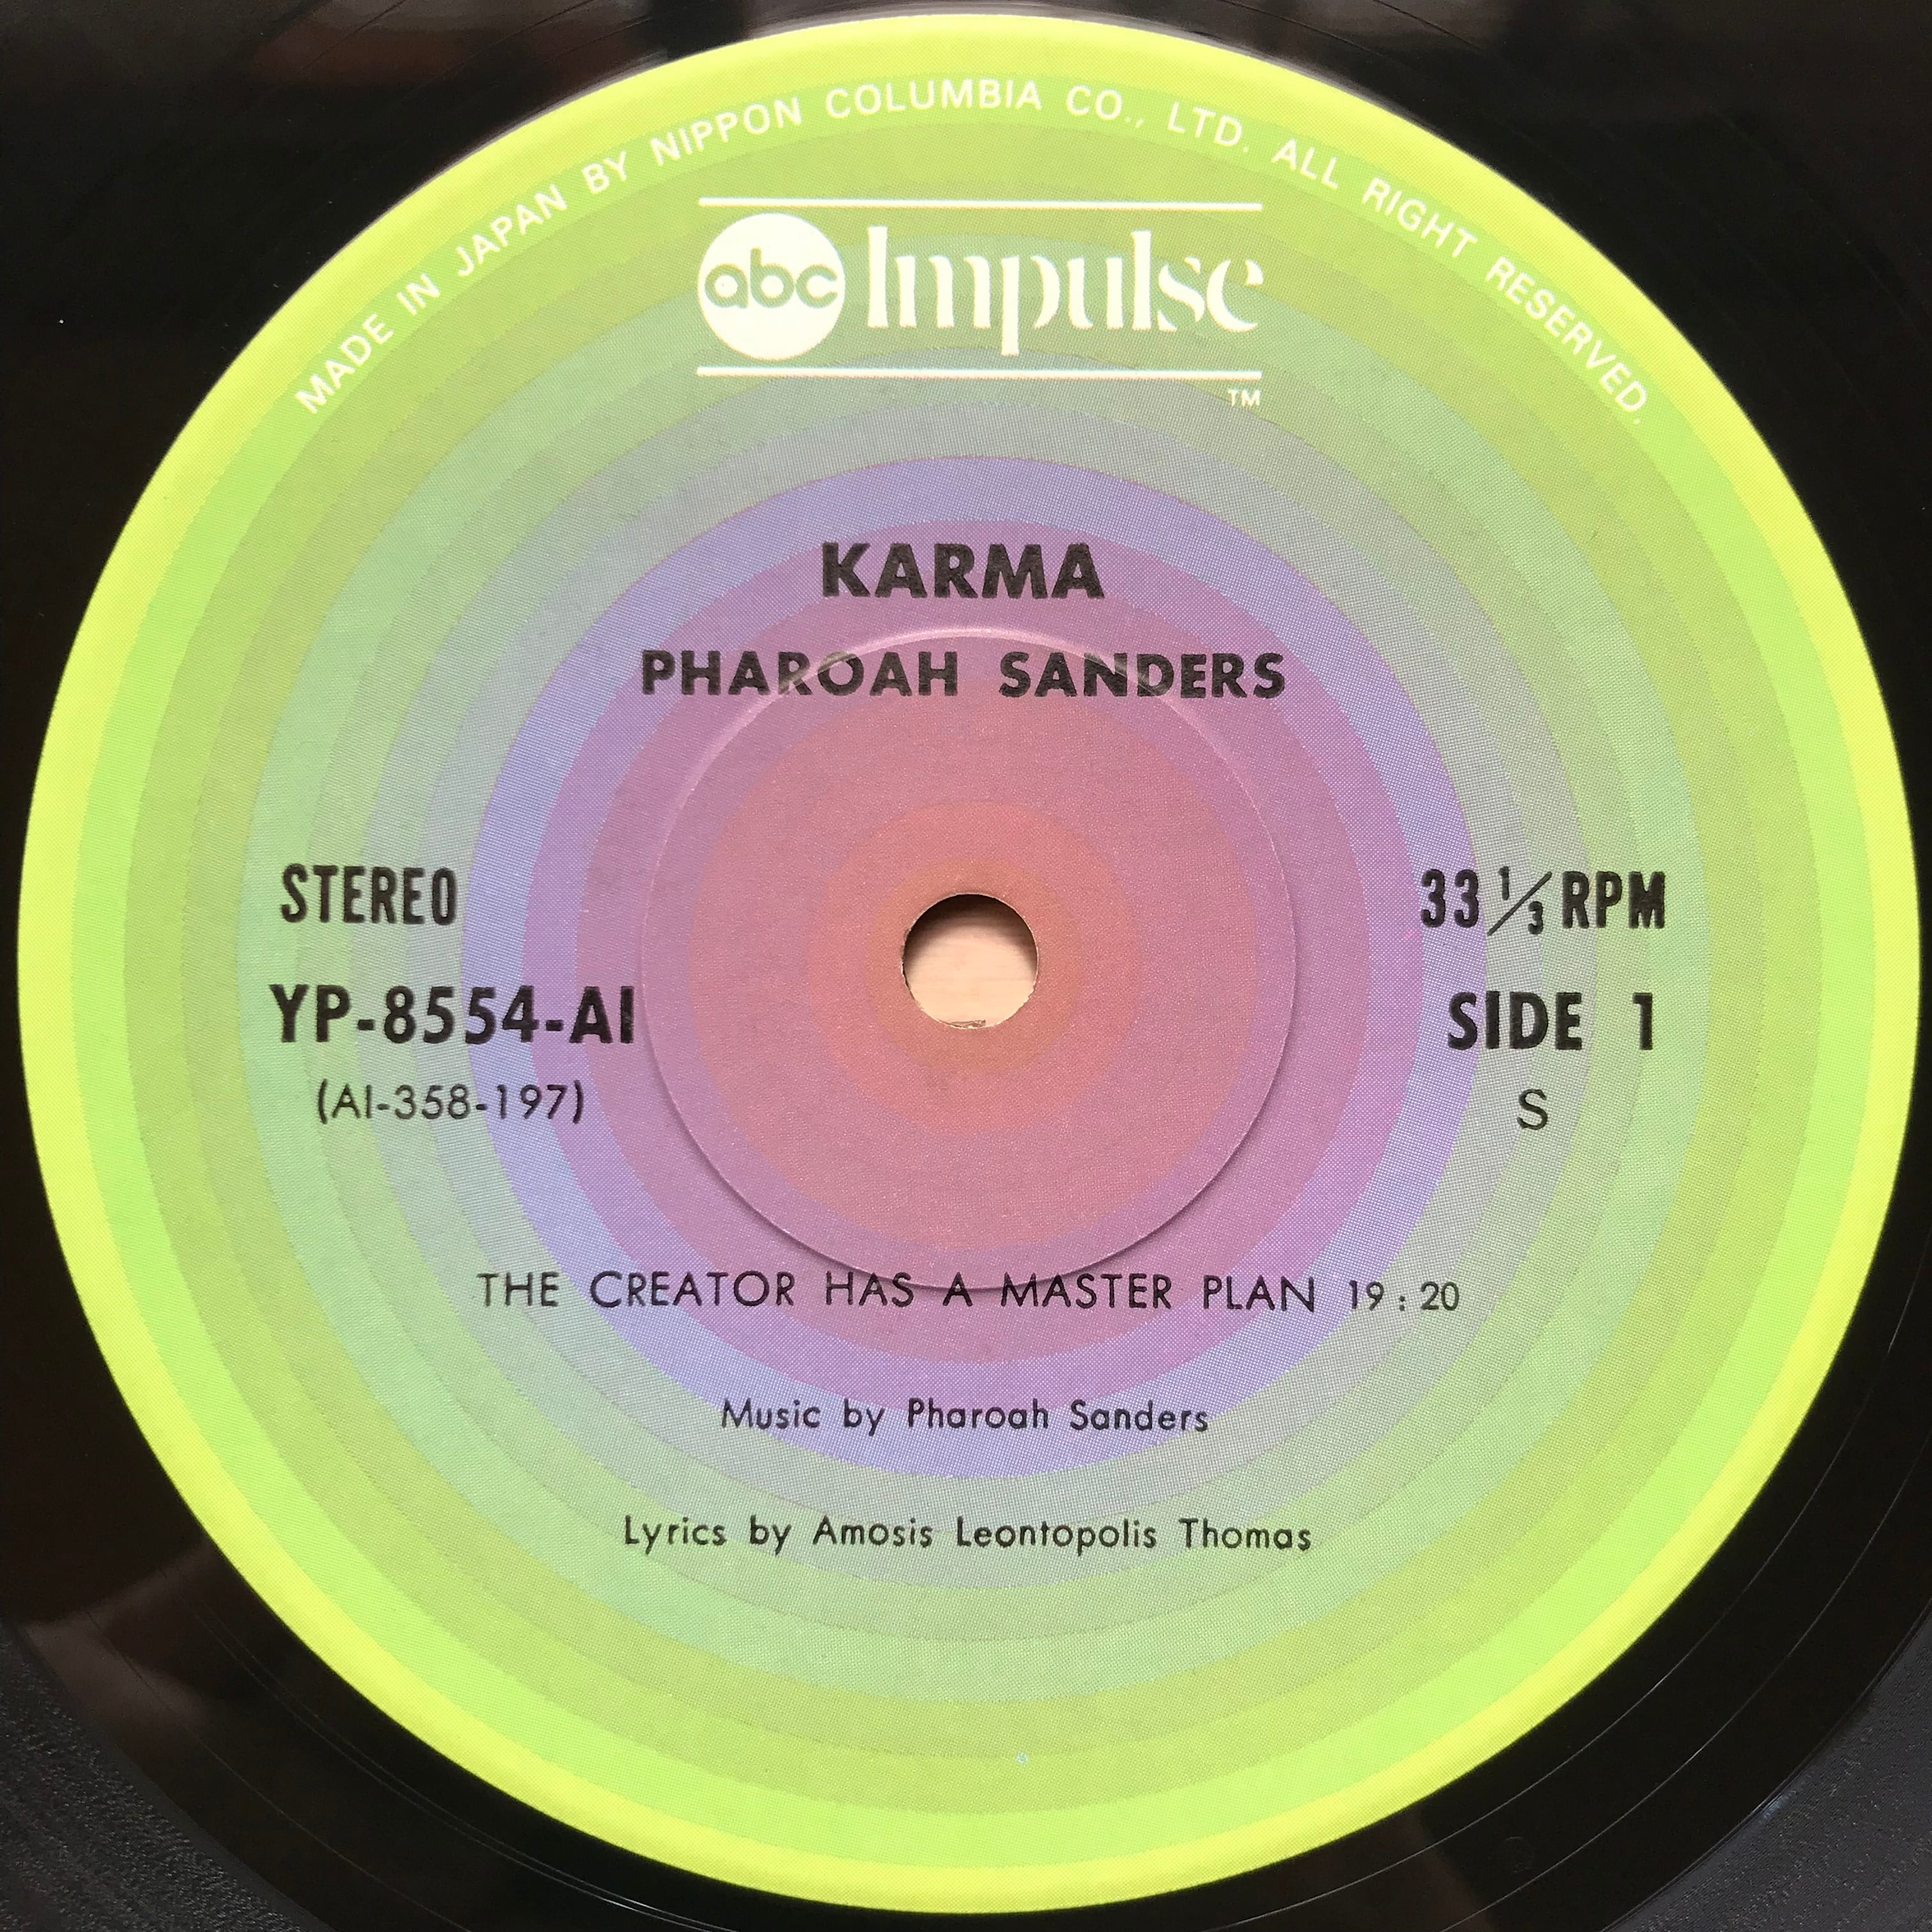 MADE IN JAPAN BY NIPPON COLUMBIA CO., LTD. ALL RIGHT RESERVED.
abc Impulse
TM
KARMA
PHAROAH SANDERS
STEREO
33 1/3 RPM
YP-8554-AI
SIDE 1
(AI-358-197)
S
THE CREATOR HAS A MASTER PLAN 19:20
Music by Pharoah Sanders
Lyrics by Amosis Leontopolis Thomas